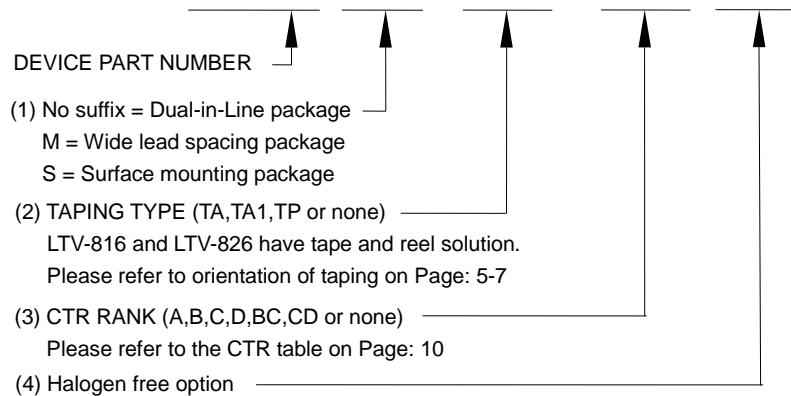 DEVICE PART NUMBER
(1) No suffix = Dual-in-Line package
M = Wide lead spacing package
S = Surface mounting package
(2) TAPING TYPE (TA,TA1,TP or none)
LTV-816 and LTV-826 have tape and reel solution.
Please refer to orientation of taping on Page: 5-7
(3) CTR RANK (A,B,C,D,BC,CD or none)
Please refer to the CTR table on Page: 10
(4) Halogen free option